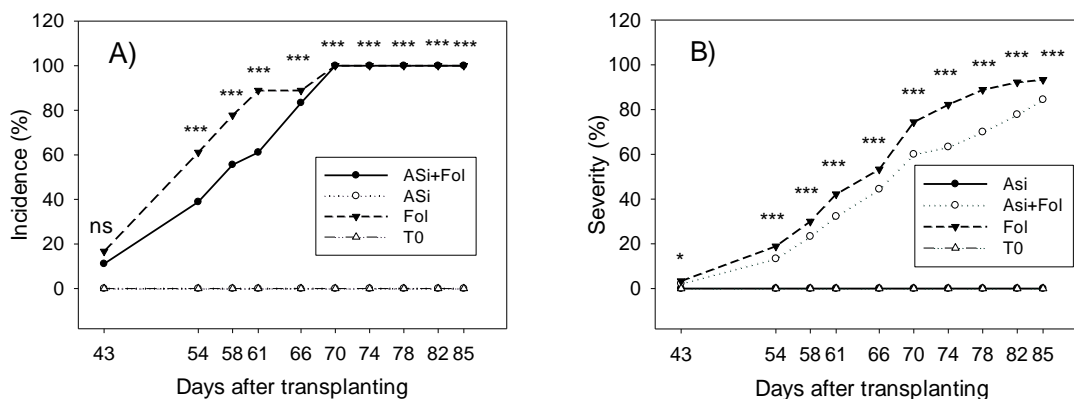 A)
120
100
80
60
40
20
0
Incidence (%)
ns
***
***
***
***
*** *** *** *** ***
ASi+Fol
ASi
Fol
T0
43 54 58 61 66 70 74 78 82 85
Days after transplanting
B)
120
100
80
60
40
20
0
Severity (%)
*
***
***
***
***
***
***
***
***
***
Asi
Asi+Fol
Fol
T0
43 54 58 61 66 70 74 78 82 85
Days after transplanting